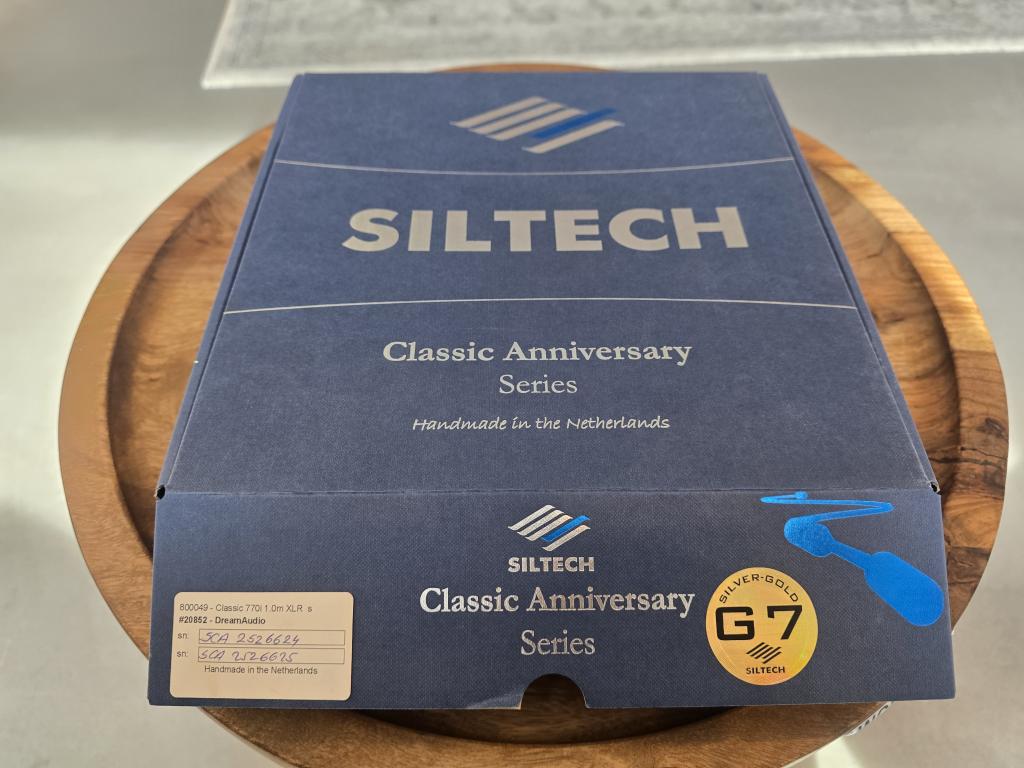 SILTECH
Classic Anniversary
Series
Handmade in the Netherlands
SILTECH
Classic Anniversary
Series
800049 - Classic 770i 1.0m XLR s
#20852 - DreamAudio
sn: SCA 2526624
sn: SCA 2526625
Handmade in the Netherlands
SILVER-GOLD
G7
SILTECH